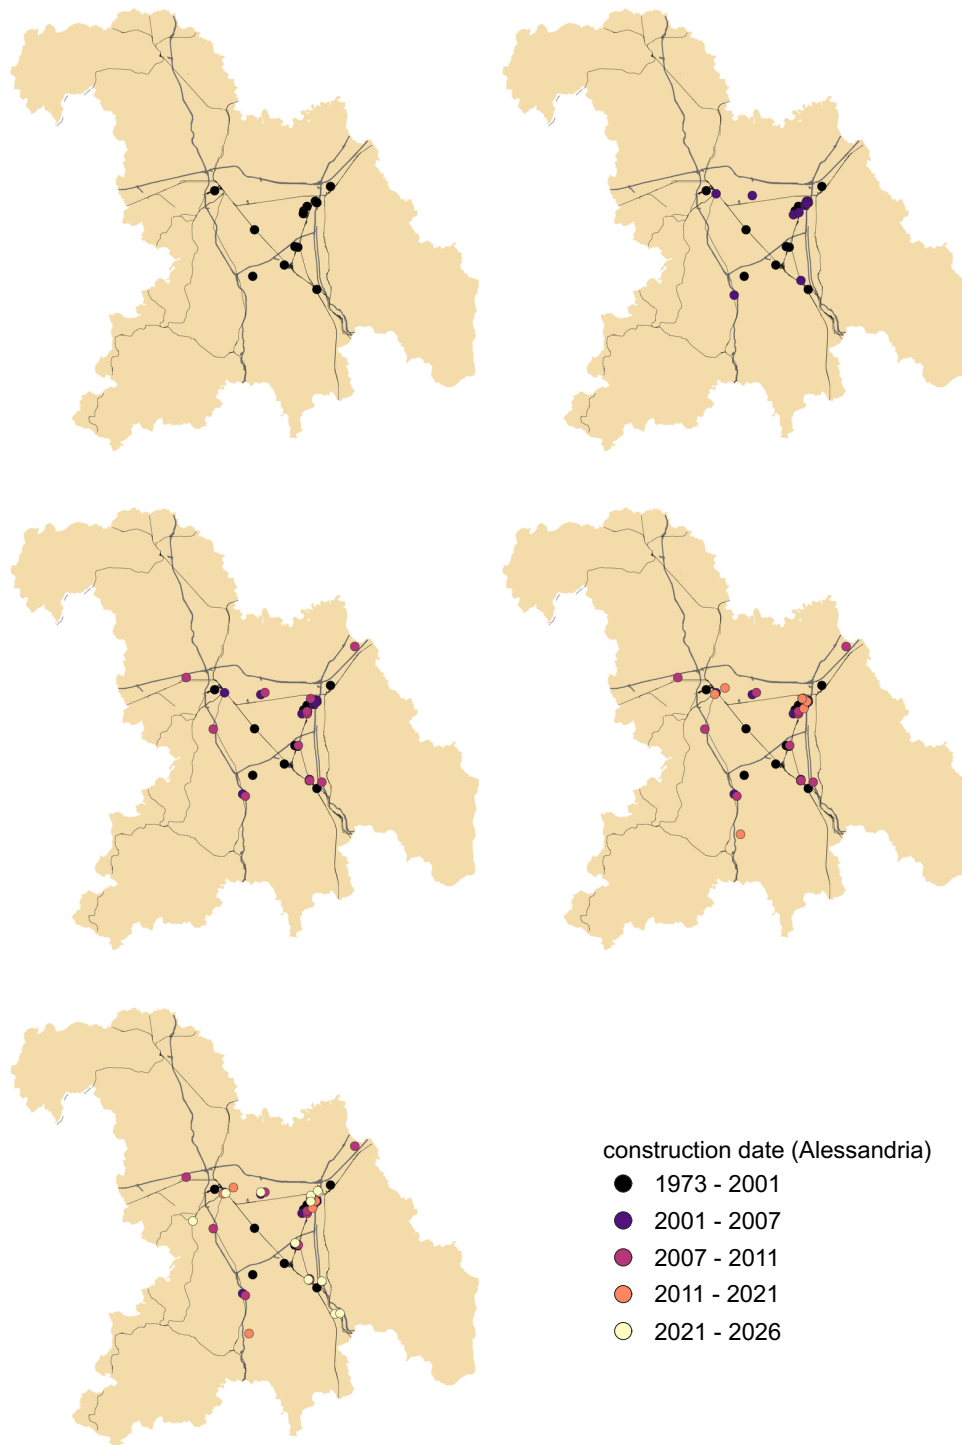 construction date (Alessandria)
1973 - 2001
2001 - 2007
2007 - 2011
2011 - 2021
2021 - 2026